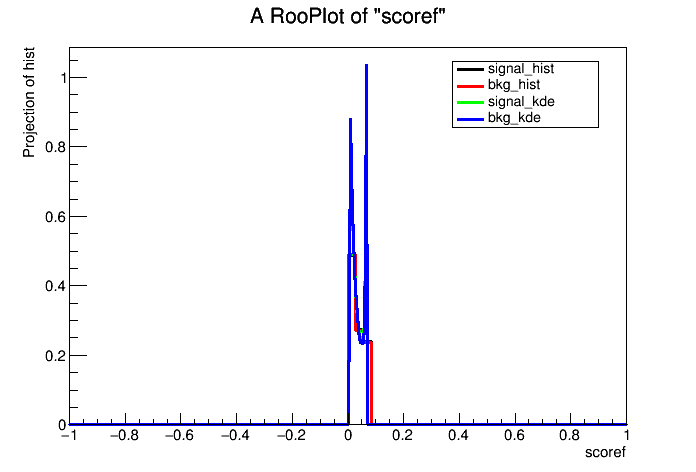 A RooPlot of "scoref"
Projection of hist
signal_hist
bkg_hist
signal_kde
bkg_kde
1
0.8
0.6
0.4
0.2
0
−1 −0.8 −0.6 −0.4 −0.2 0 0.2 0.4 0.6 0.8 1
scoref